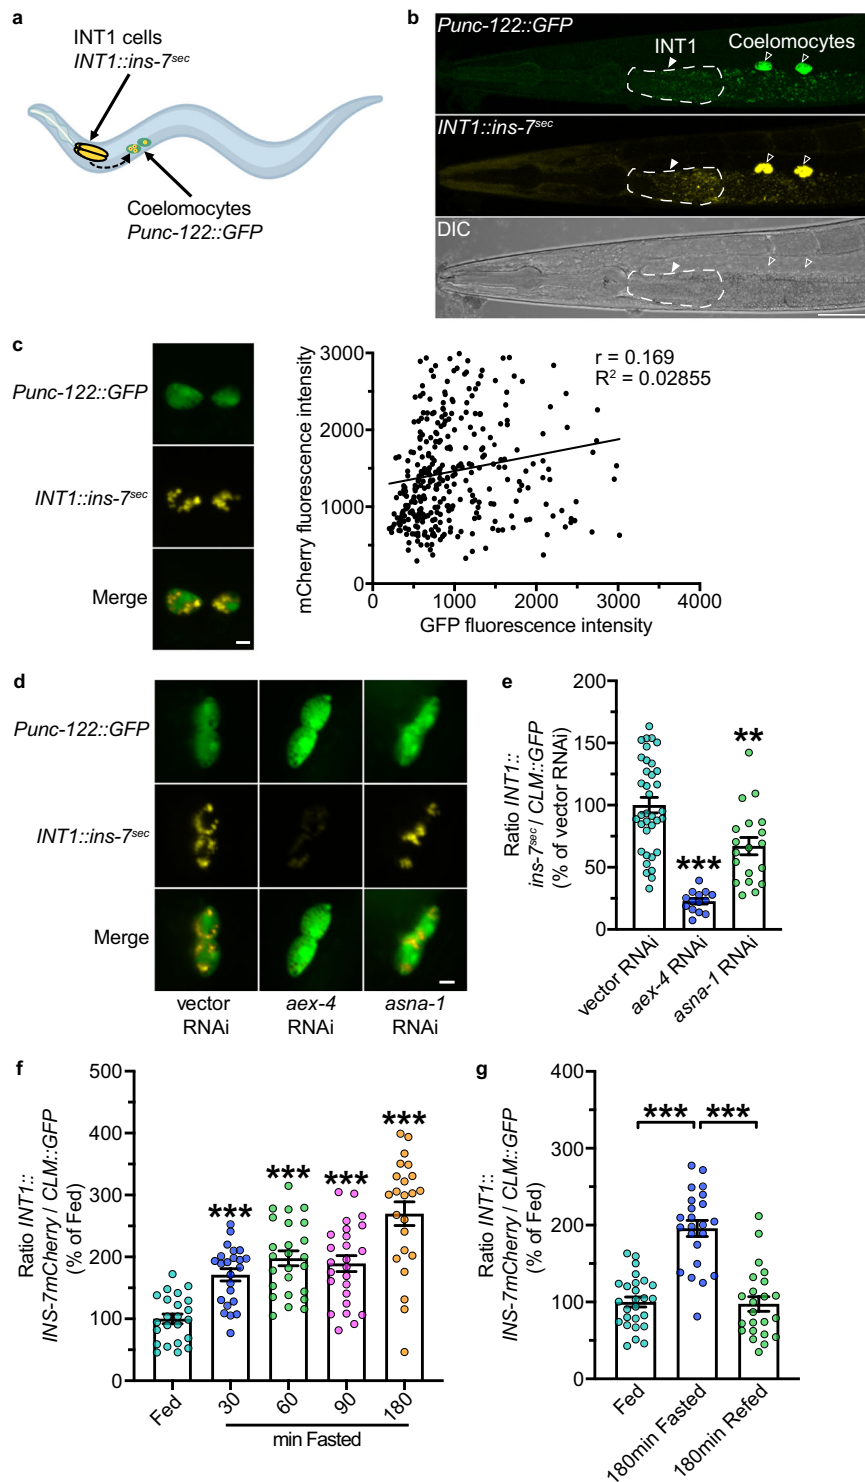 a
INT1 cells
INT1::ins-7sec
Coelomocytes
Punc-122::GFP
b
Punc-122::GFP
INT1
Coelomocytes
INT1::ins-7sec
DIC
c
Punc-122::GFP
INT1::ins-7sec
Merge
mCherry fluorescence intensity
3000
2000
1000
0
r = 0.169
R2 = 0.02855
0 1000 2000 3000 4000
GFP fluorescence intensity
d
Punc-122::GFP
INT1::ins-7sec
Merge
vector
RNAi
aex-4
RNAi
asna-1
RNAi
e
Ratio INT1::
ins-7sec / CLM::GFP
(% of vector RNAi)
200
150
100
50
0
***
**
vector RNAi
aex-4 RNAi
asna-1 RNAi
f
Ratio INT1::
INS-7mCherry / CLM::GFP
(% of Fed)
500
400
300
200
100
0
***
***
***
***
Fed
30
60
90
180
min Fasted
g
Ratio INT1::
INS-7mCherry / CLM::GFP
(% of Fed)
400
300
200
100
0
*** ***
Fed
180min Fasted
180min Refed